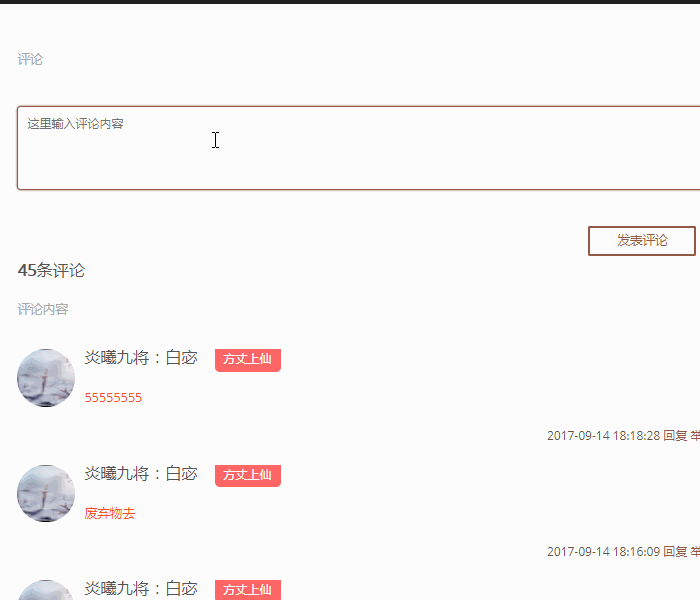 评论
这里输入评论内容
发表评论
45条评论
评论内容
炎曦九将：白宓 方丈上仙
55555555
2017-09-14 18:18:28 回复 举
炎曦九将：白宓 方丈上仙
废弃物去
2017-09-14 18:16:09 回复 举
炎曦九将：白宓 方丈上仙